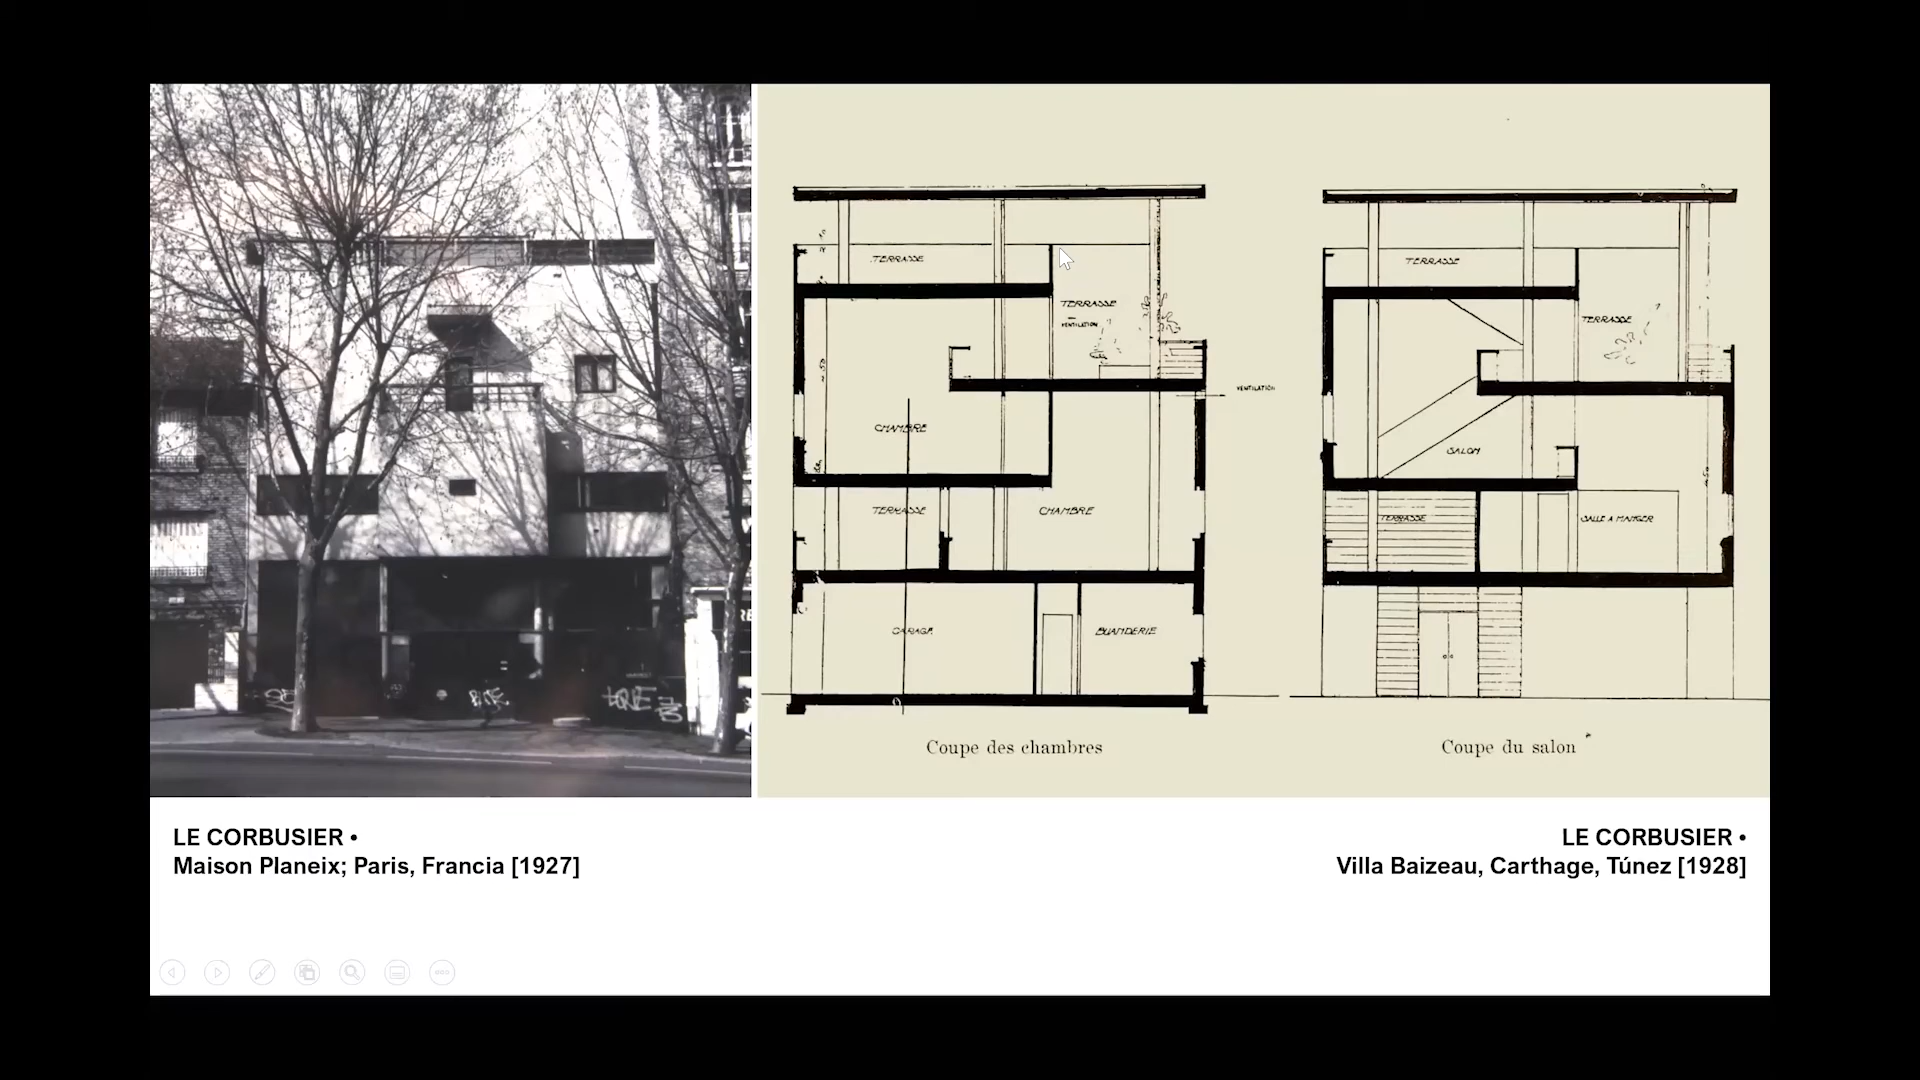 TERRASSE
TERRASSE
VENTILATION
VENTILATION
CHAMBRE
TERRASSE
CHAMBRE
GARAGE
BUANDERIE
Coupe des chambres
TERRASSE
TERRASSE
SALON
TERRASSE
SALLE A MANGER
Coupe du salon
LE CORBUSIER •
Maison Planeix; Paris, Francia [1927]
LE CORBUSIER •
Villa Baizeau, Carthage, Túnez [1928]